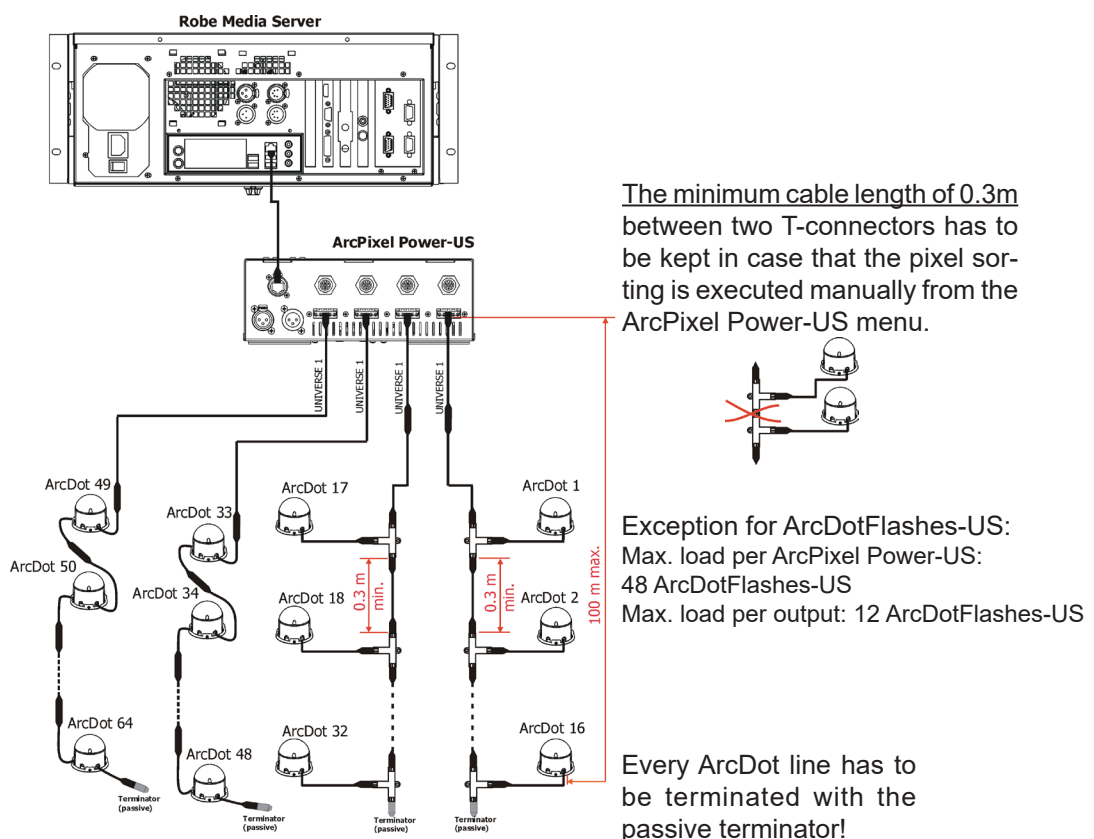 Robe Media Server
ArcPixel Power-US
The minimum cable length of 0.3m
between two T-connectors has to
be kept in case that the pixel sor-
ting is executed manually from the
ArcPixel Power-US menu.
UNIVERSE 1
UNIVERSE 1
UNIVERSE 1
UNIVERSE 1
ArcDot 49
ArcDot 33
ArcDot 17
ArcDot 1
ArcDot 50
ArcDot 34
ArcDot 18
ArcDot 2
0.3 m
min.
0.3 m
min.
100 m max.
Exception for ArcDotFlashes-US:
Max. load per ArcPixel Power-US:
48 ArcDotFlashes-US
Max. load per output: 12 ArcDotFlashes-US
ArcDot 64
ArcDot 48
ArcDot 32
ArcDot 16
Terminator
(passive)
Terminator
(passive)
Terminator
(passive)
Terminator
(passive)
Every ArcDot line has to
be terminated with the
passive terminator!